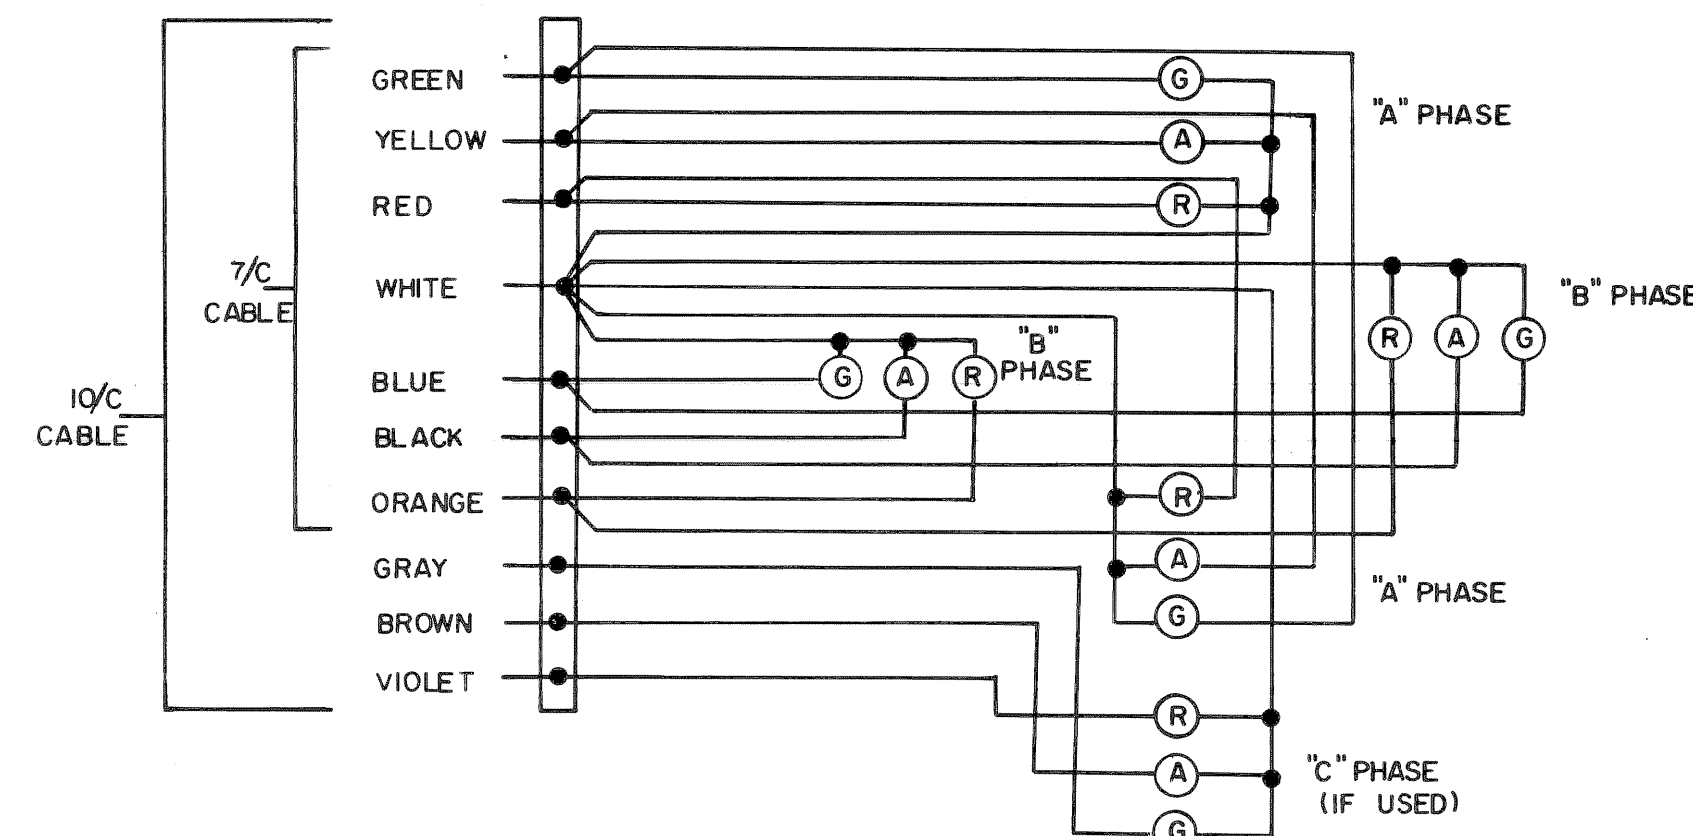 GREEN
G
"A" PHASE
YELLOW
A
RED
R
7/C
CABLE
WHITE
"B" PHASE
R
A
G
"B"
PHASE
BLUE
G
A
R
10/C
CABLE
BLACK
ORANGE
R
GRAY
A
"A" PHASE
BROWN
G
VIOLET
R
A
"C" PHASE
(IF USED)
G